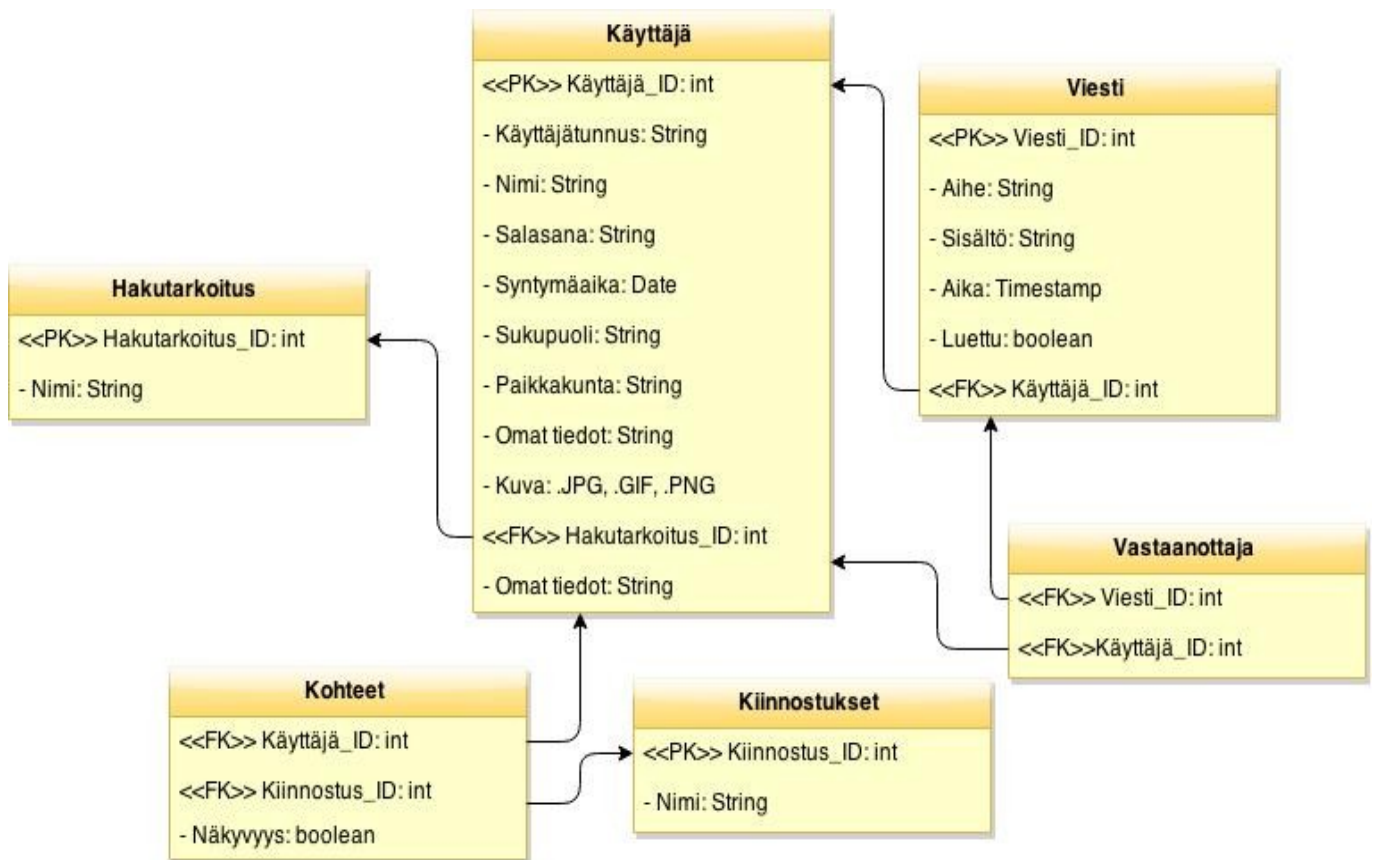 Käyttäjä
<<PK>> Käyttäjä_ID: int
- Käyttäjätunnus: String
- Nimi: String
- Salasana: String
- Syntymäaika: Date
- Sukupuoli: String
- Paikkakunta: String
- Omat tiedot: String
- Kuva: .JPG, .GIF, .PNG
<<FK>> Hakutarkoitus_ID: int
- Omat tiedot: String
Viesti
<<PK>> Viesti_ID: int
- Aihe: String
- Sisältö: String
- Aika: Timestamp
- Luettu: boolean
<<FK>> Käyttäjä_ID: int
Hakutarkoitus
<<PK>> Hakutarkoitus_ID: int
- Nimi: String
Vastaanottaja
<<FK>> Viesti_ID: int
<<FK>>Käyttäjä_ID: int
Kohteet
<<FK>> Käyttäjä_ID: int
<<FK>> Kiinnostus_ID: int
- Näkyvyys: boolean
Kiinnostukset
<<PK>> Kiinnostus_ID: int
- Nimi: String